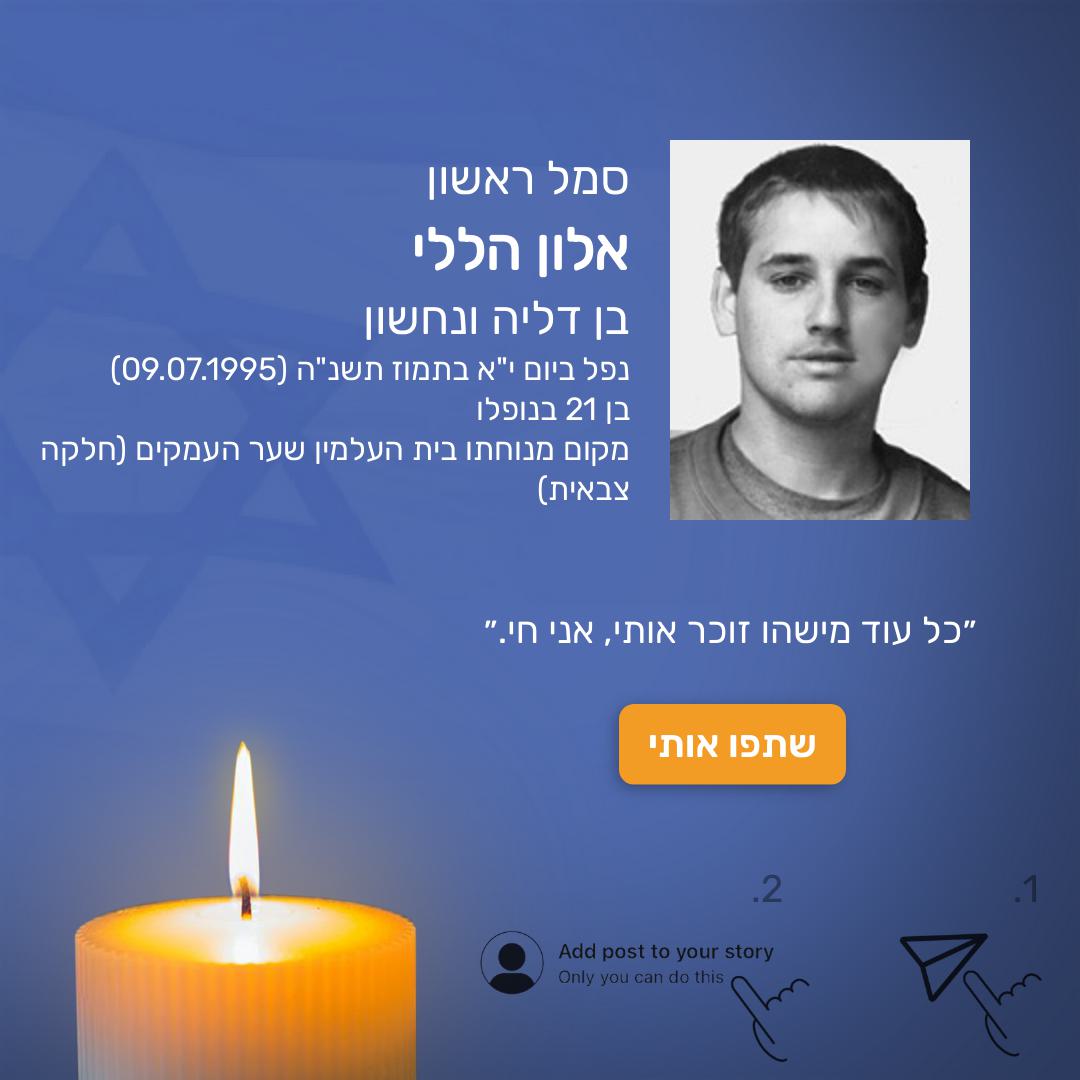 סמל ראשון
אלון הללי
בן דליה ונחשון
נפל ביום י"א בתמוז תשנ"ה (09.07.1995)
בן 21 בנופלו
מקום מנוחתו בית העלמין שער העמקים (חלקה
צבאית)
״כל עוד מישהו זוכר אותי, אני חי.״
שתפו אותי
.1
.2
Add post to your story
Only you can do this